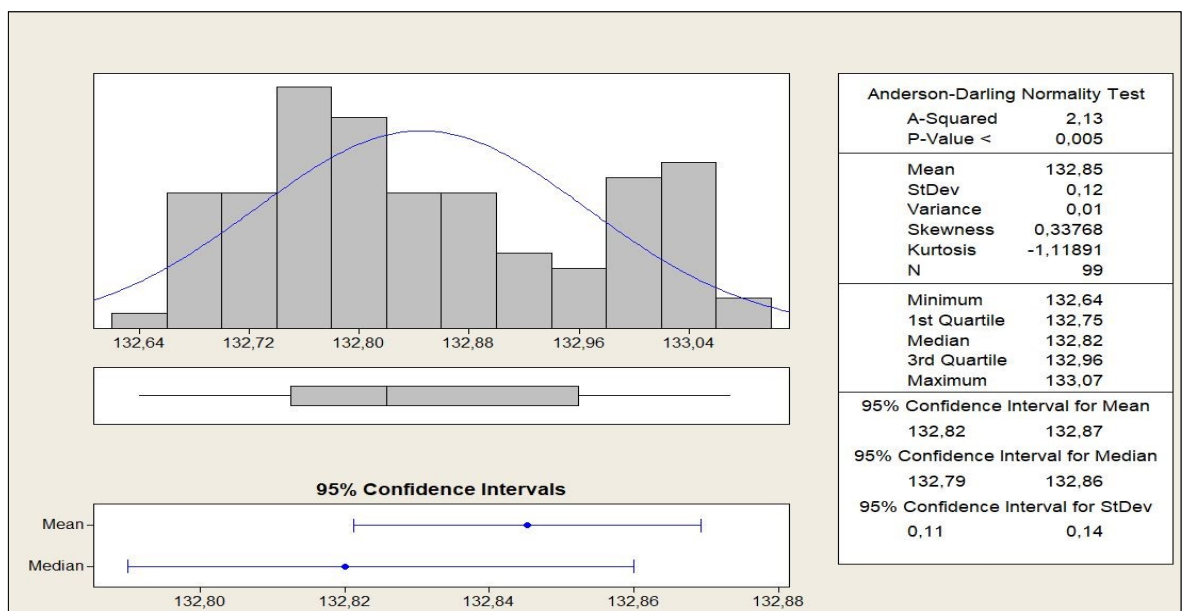 132,64 132,72 132,80 132,88 132,96 133,04
95% Confidence Intervals
Mean
Median
132,80 132,82 132,84 132,86 132,88
Anderson-Darling Normality Test
A-Squared 2,13
P-Value < 0,005
Mean 132,85
StDev 0,12
Variance 0,01
Skewness 0,33768
Kurtosis -1,11891
N 99
Minimum 132,64
1st Quartile 132,75
Median 132,82
3rd Quartile 132,96
Maximum 133,07
95% Confidence Interval for Mean
132,82 132,87
95% Confidence Interval for Median
132,79 132,86
95% Confidence Interval for StDev
0,11 0,14